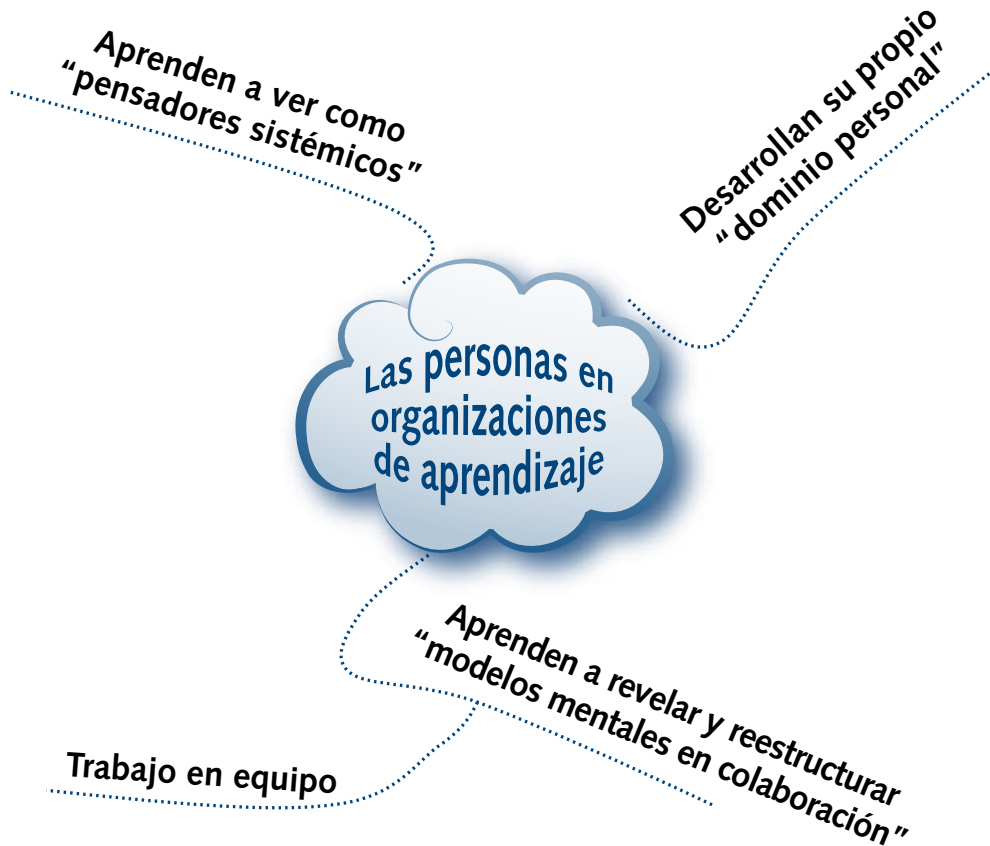 Aprenden a ver como
“pensadores sistémicos”
Desarrollan su propio
“dominio personal”
Las personas en
organizaciones
de aprendizaje
Aprenden a revelar y reestructurar
“modelos mentales en colaboración”
Trabajo en equipo